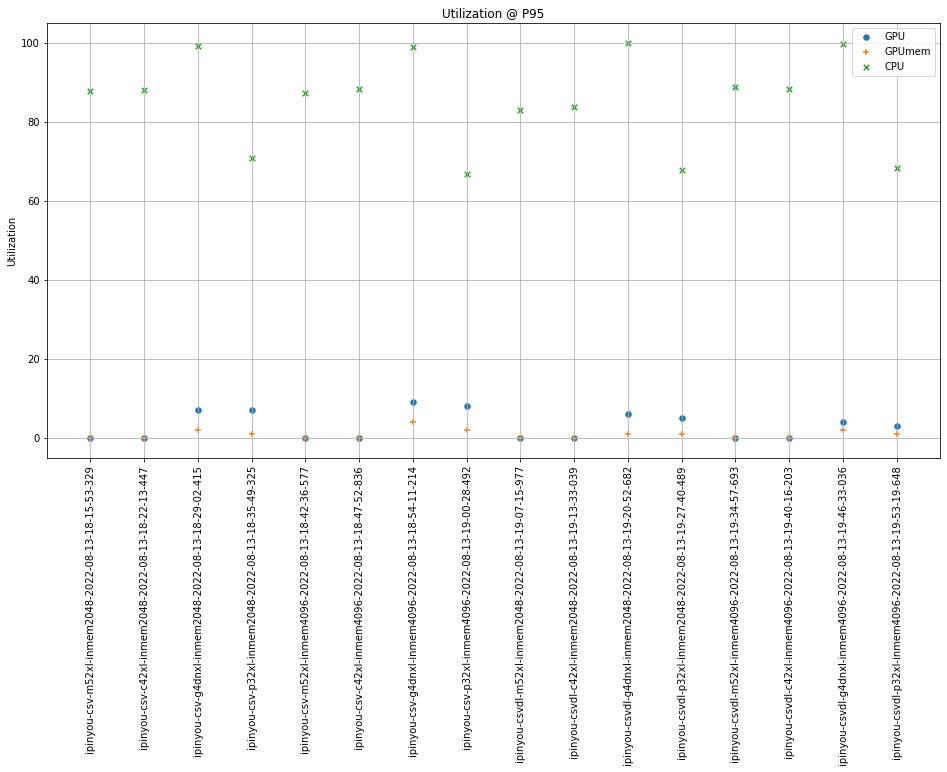 Utilization @ P95
GPU
GPUmem
CPU
100
80
60
40
20
0
Utilization
ipinyou-csv-m52xl-inmem2048-2022-08-13-18-15-53-329
ipinyou-csv-c42xl-inmem2048-2022-08-13-18-22-13-447
ipinyou-csv-g4dnxl-inmem2048-2022-08-13-18-29-02-415
ipinyou-csv-p32xl-inmem2048-2022-08-13-18-35-49-325
ipinyou-csv-m52xl-inmem4096-2022-08-13-18-42-36-577
ipinyou-csv-c42xl-inmem4096-2022-08-13-18-47-52-836
ipinyou-csv-g4dnxl-inmem4096-2022-08-13-18-54-11-214
ipinyou-csv-p32xl-inmem4096-2022-08-13-19-00-28-492
ipinyou-csvdl-m52xl-inmem2048-2022-08-13-19-07-15-977
ipinyou-csvdl-c42xl-inmem2048-2022-08-13-19-13-33-039
ipinyou-csvdl-g4dnxl-inmem2048-2022-08-13-19-20-52-682
ipinyou-csvdl-p32xl-inmem2048-2022-08-13-19-27-40-489
ipinyou-csvdl-m52xl-inmem4096-2022-08-13-19-34-57-693
ipinyou-csvdl-c42xl-inmem4096-2022-08-13-19-40-16-203
ipinyou-csvdl-g4dnxl-inmem4096-2022-08-13-19-46-33-036
ipinyou-csvdl-p32xl-inmem4096-2022-08-13-19-53-19-648